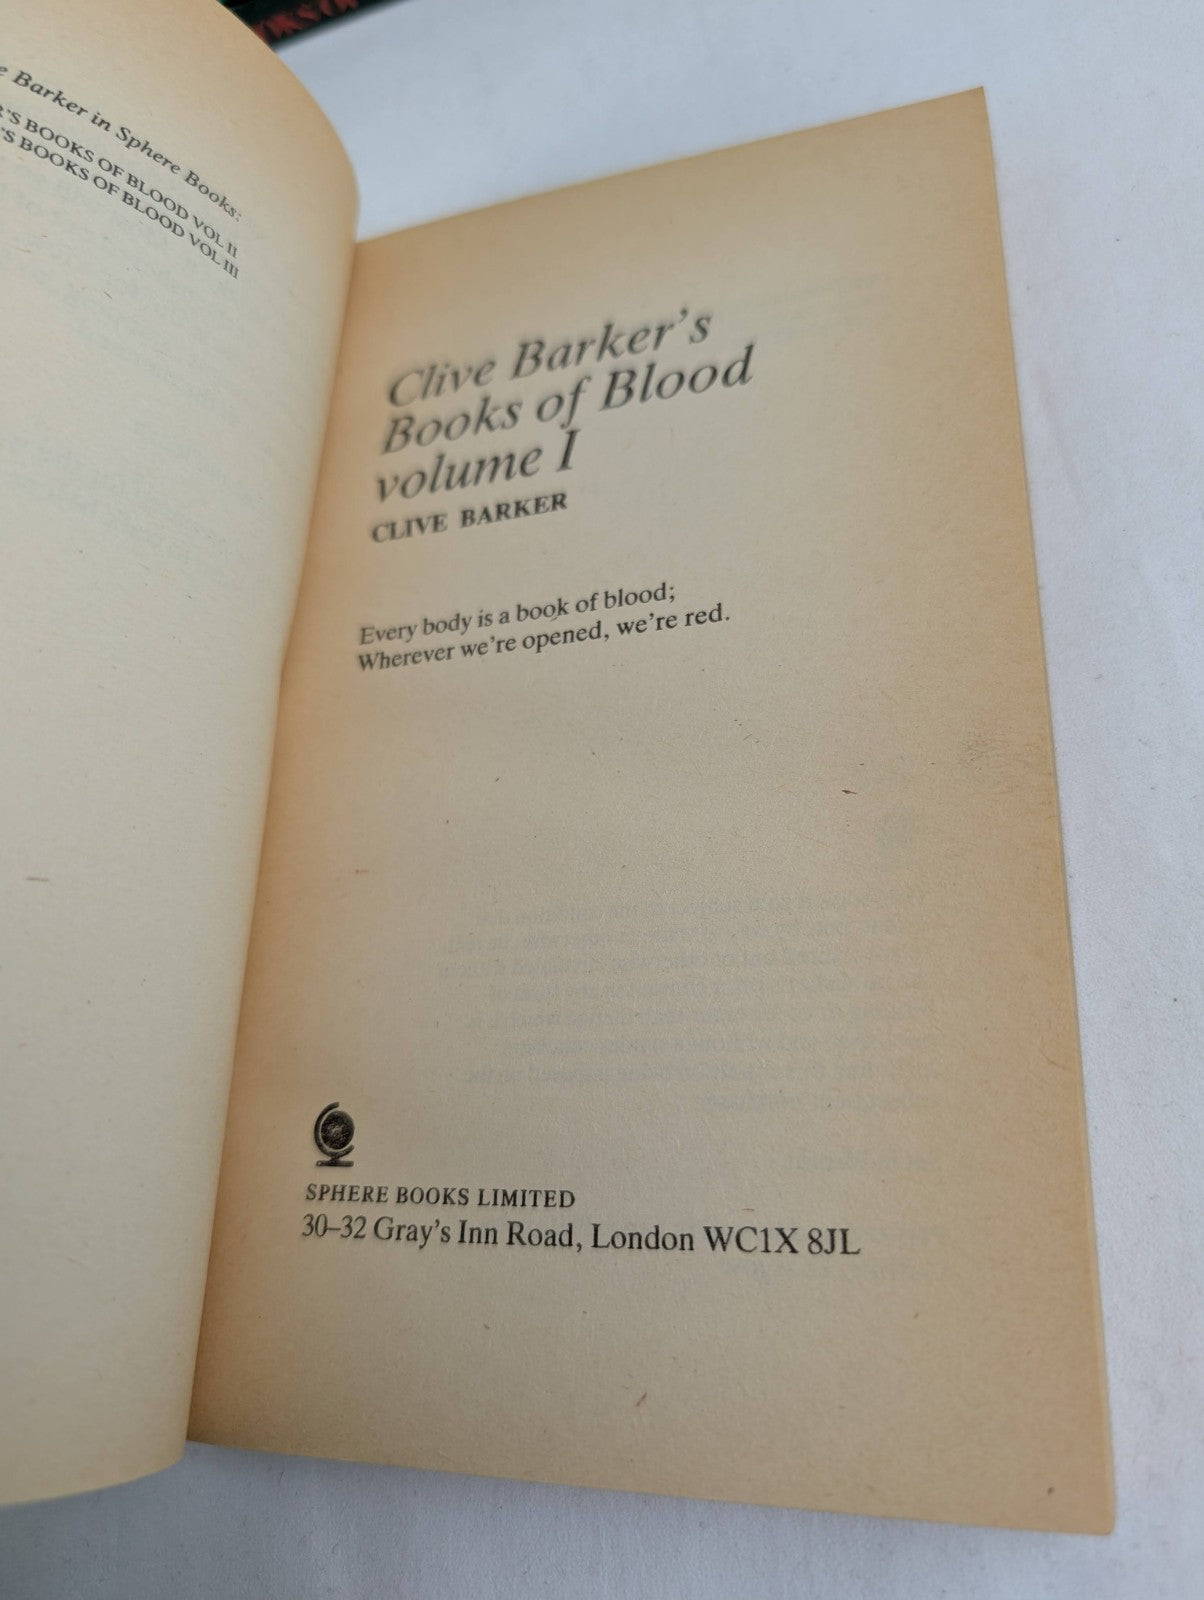 Barker in Sphere Books:
'S BOOKS OF BLOOD VOL II
'S BOOKS OF BLOOD VOL III
Clive Barker's
Books of Blood
volume I
CLIVE BARKER
Every body is a book of blood;
Wherever we're opened, we're red.
SPHERE BOOKS LIMITED
30–32 Gray's Inn Road, London WC1X 8JL